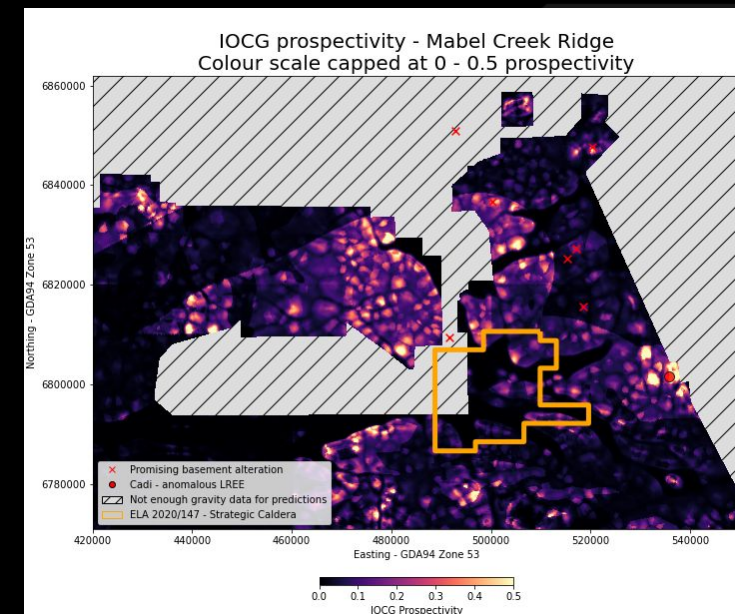 IOCG prospectivity - Mabel Creek Ridge
Colour scale capped at 0 - 0.5 prospectivity
6860000
6840000
6820000
6800000
6780000
Northing - GDA94 Zone 53
Promising basement alteration
Cadi - anomalous LREE
Not enough gravity data for predictions
ELA 2020/147 - Strategic Caldera
420000 440000 460000 480000 500000 520000 540000
Easting - GDA94 Zone 53
0.0 0.1 0.2 0.3 0.4 0.5
IOCG Prospectivity